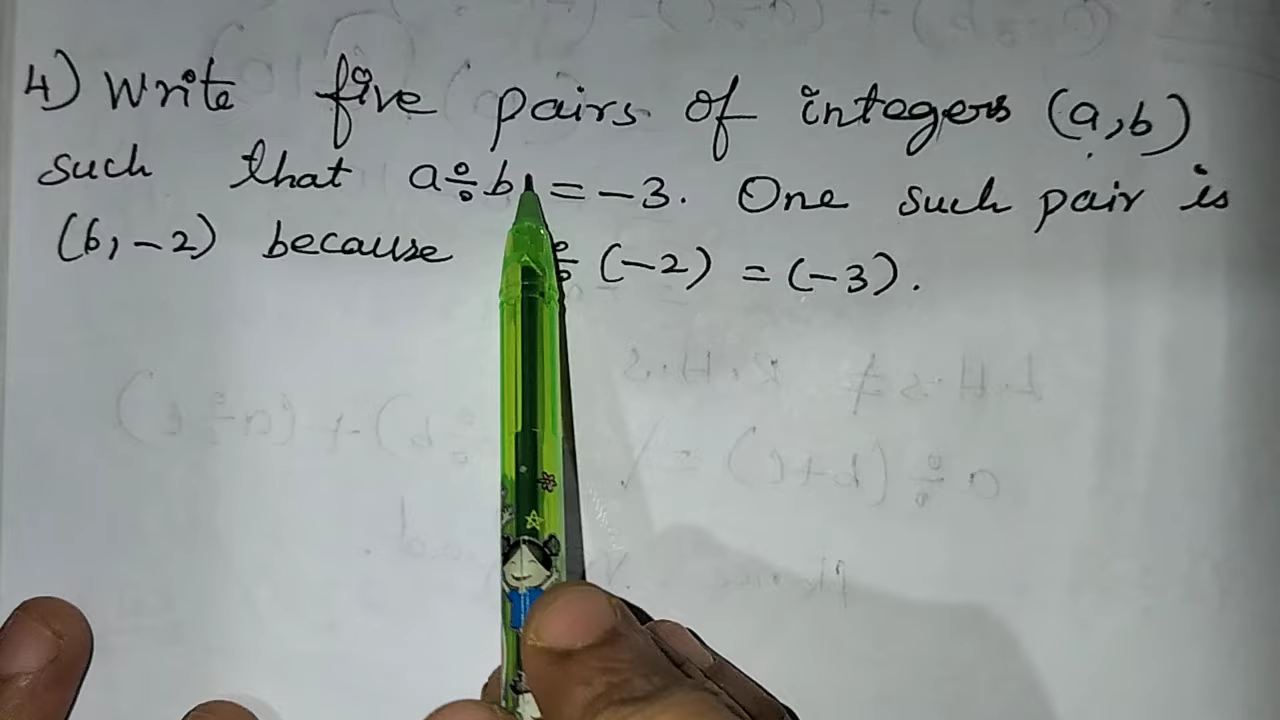 4) Write five pairs of integers (a,b)
such that a÷b = -3. One such pair is
(6,-2) because ÷ (-2) = (-3).